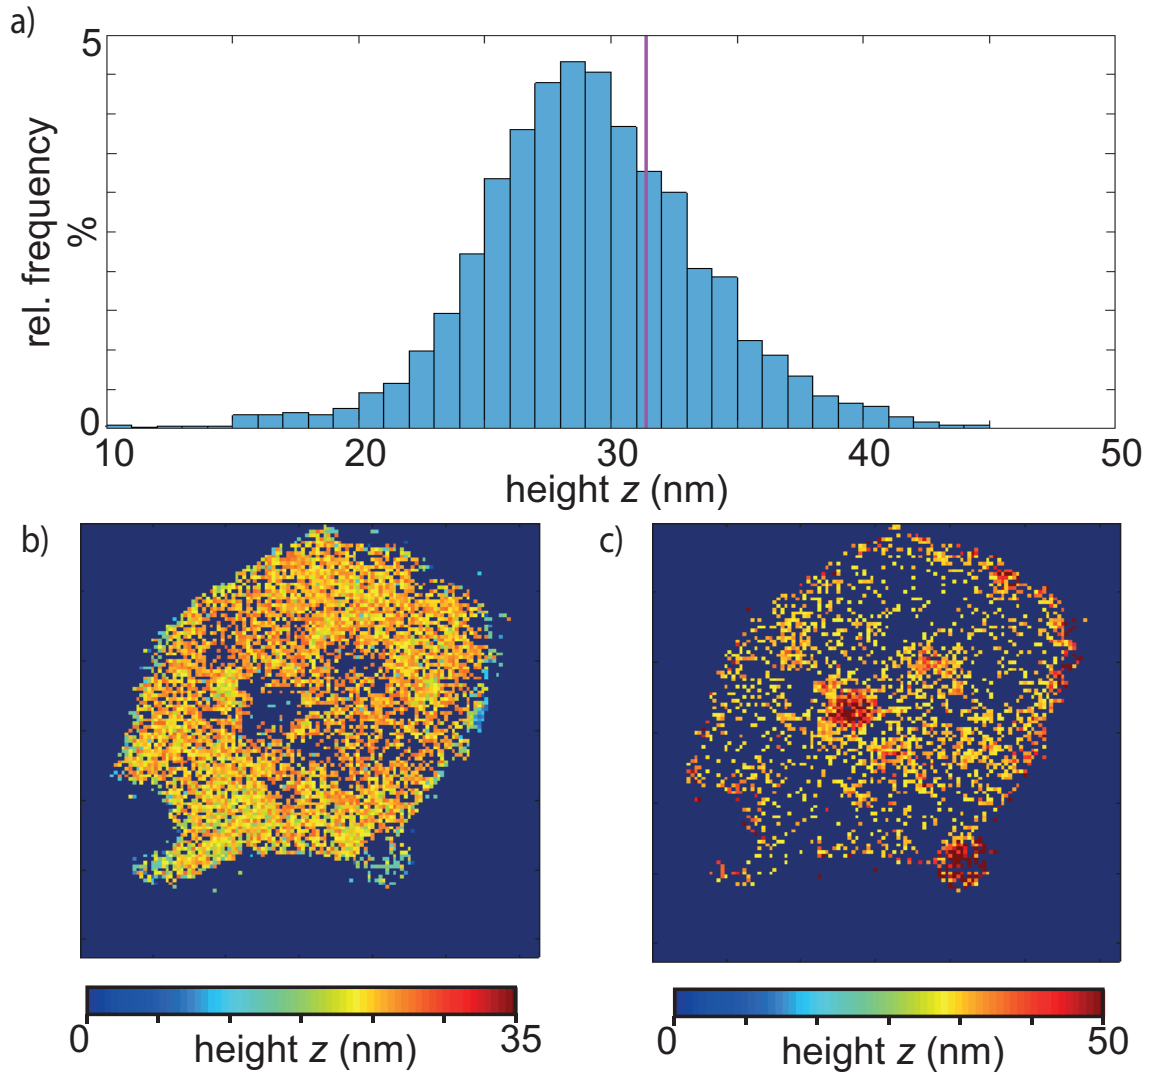 a)
5
rel. frequency
%
0
10 20 30 40 50
height z (nm)
b)
c)
0 35
height z (nm)
0 50
height z (nm)